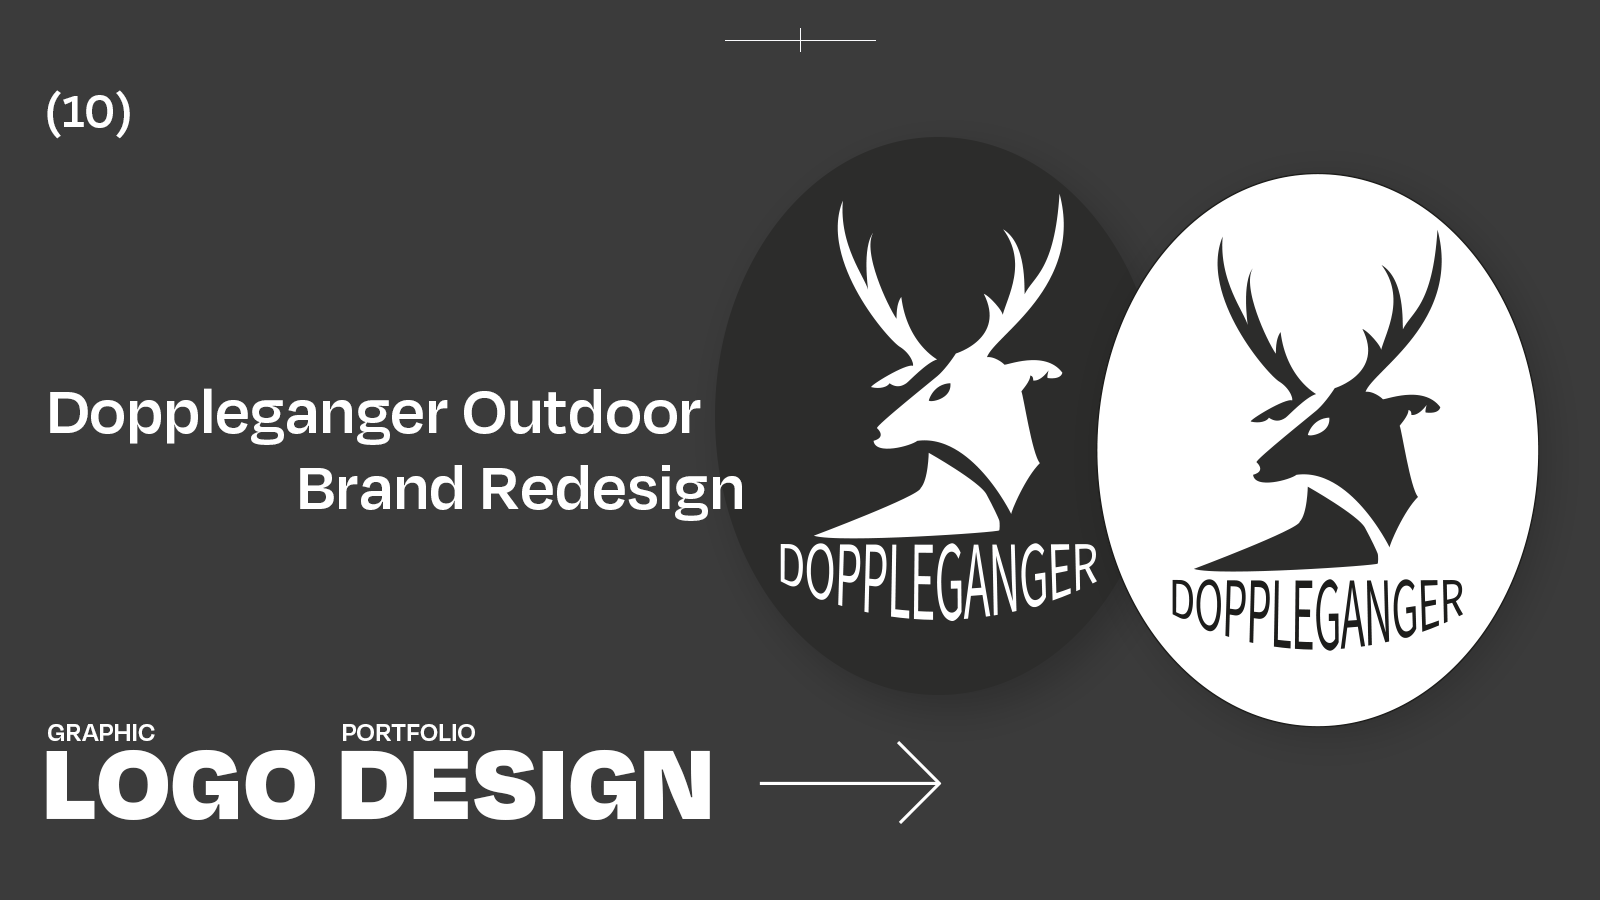 (10)
Doppleganger Outdoor
Brand Redesign
DOPPLEGANGER
DOPPLEGANGER
GRAPHIC PORTFOLIO
LOGO DESIGN